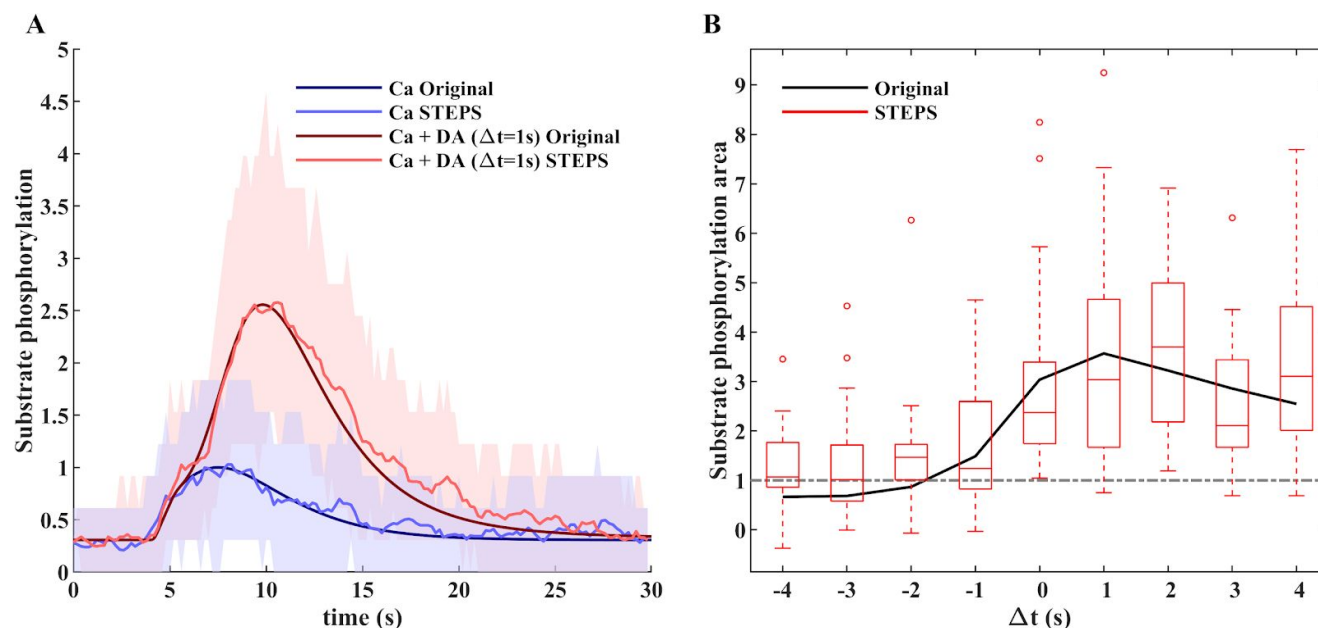 A
5
4.5
4
3.5
3
2.5
2
1.5
1
0.5
0
Substrate phosphorylation
Ca Original
Ca STEPS
Ca + DA (Δt=1s) Original
Ca + DA (Δt=1s) STEPS
0 5 10 15 20 25 30
time (s)
B
9
8
7
6
5
4
3
2
1
0
Substrate phosphorylation area
Original
STEPS
-4 -3 -2 -1 0 1 2 3 4
Δt (s)